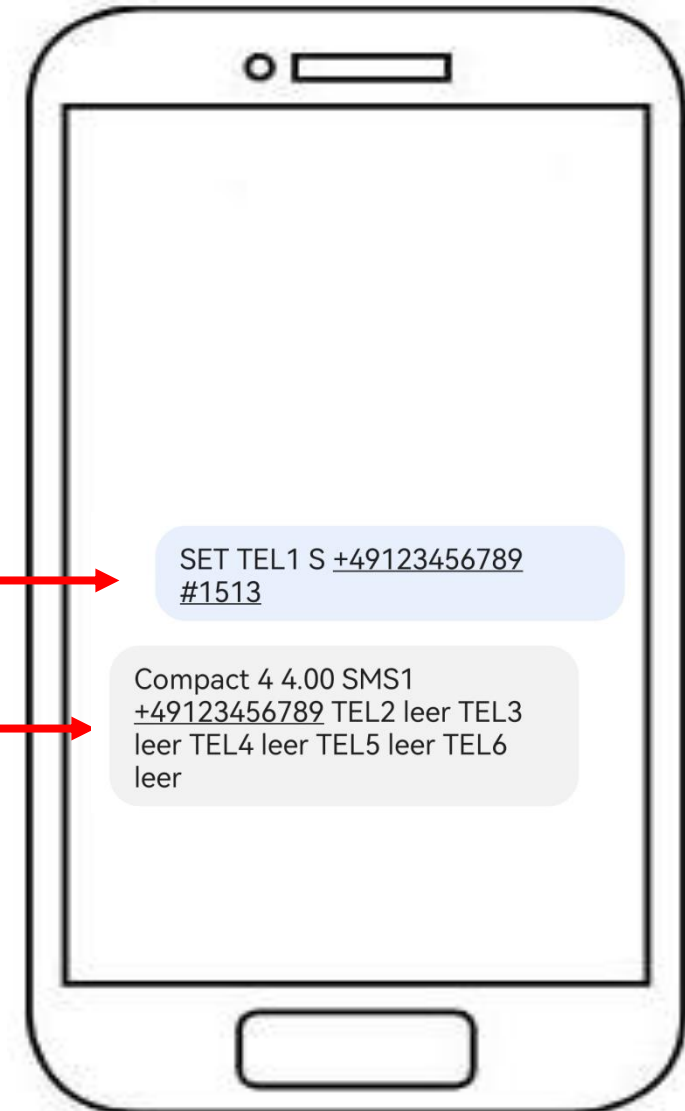 SET TEL1 S +49123456789
#1513
Compact 4 4.00 SMS1
+49123456789 TEL2 leer TEL3
leer TEL4 leer TEL5 leer TEL6
leer